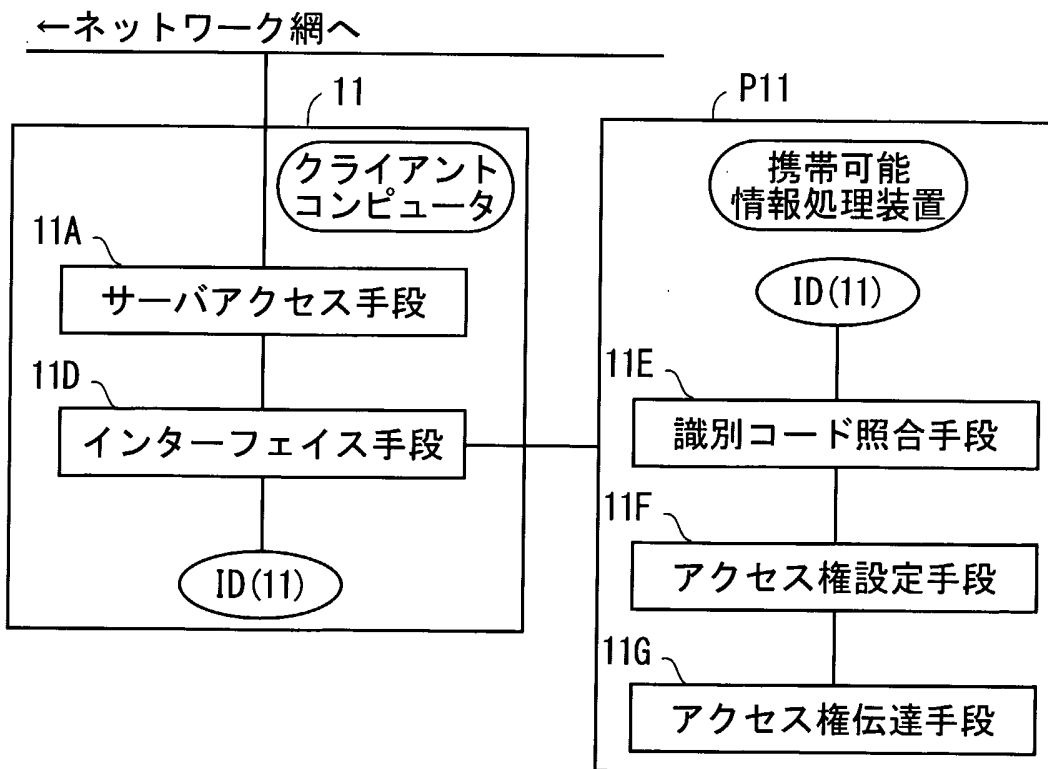 ←ネットワーク網へ
11
クライアント
コンピュータ
11A
サーバアクセス手段
11D
インターフェイス手段
ID(11)
P11
携帯可能
情報処理装置
ID(11)
11E
識別コード照合手段
11F
アクセス権設定手段
11G
アクセス権伝達手段